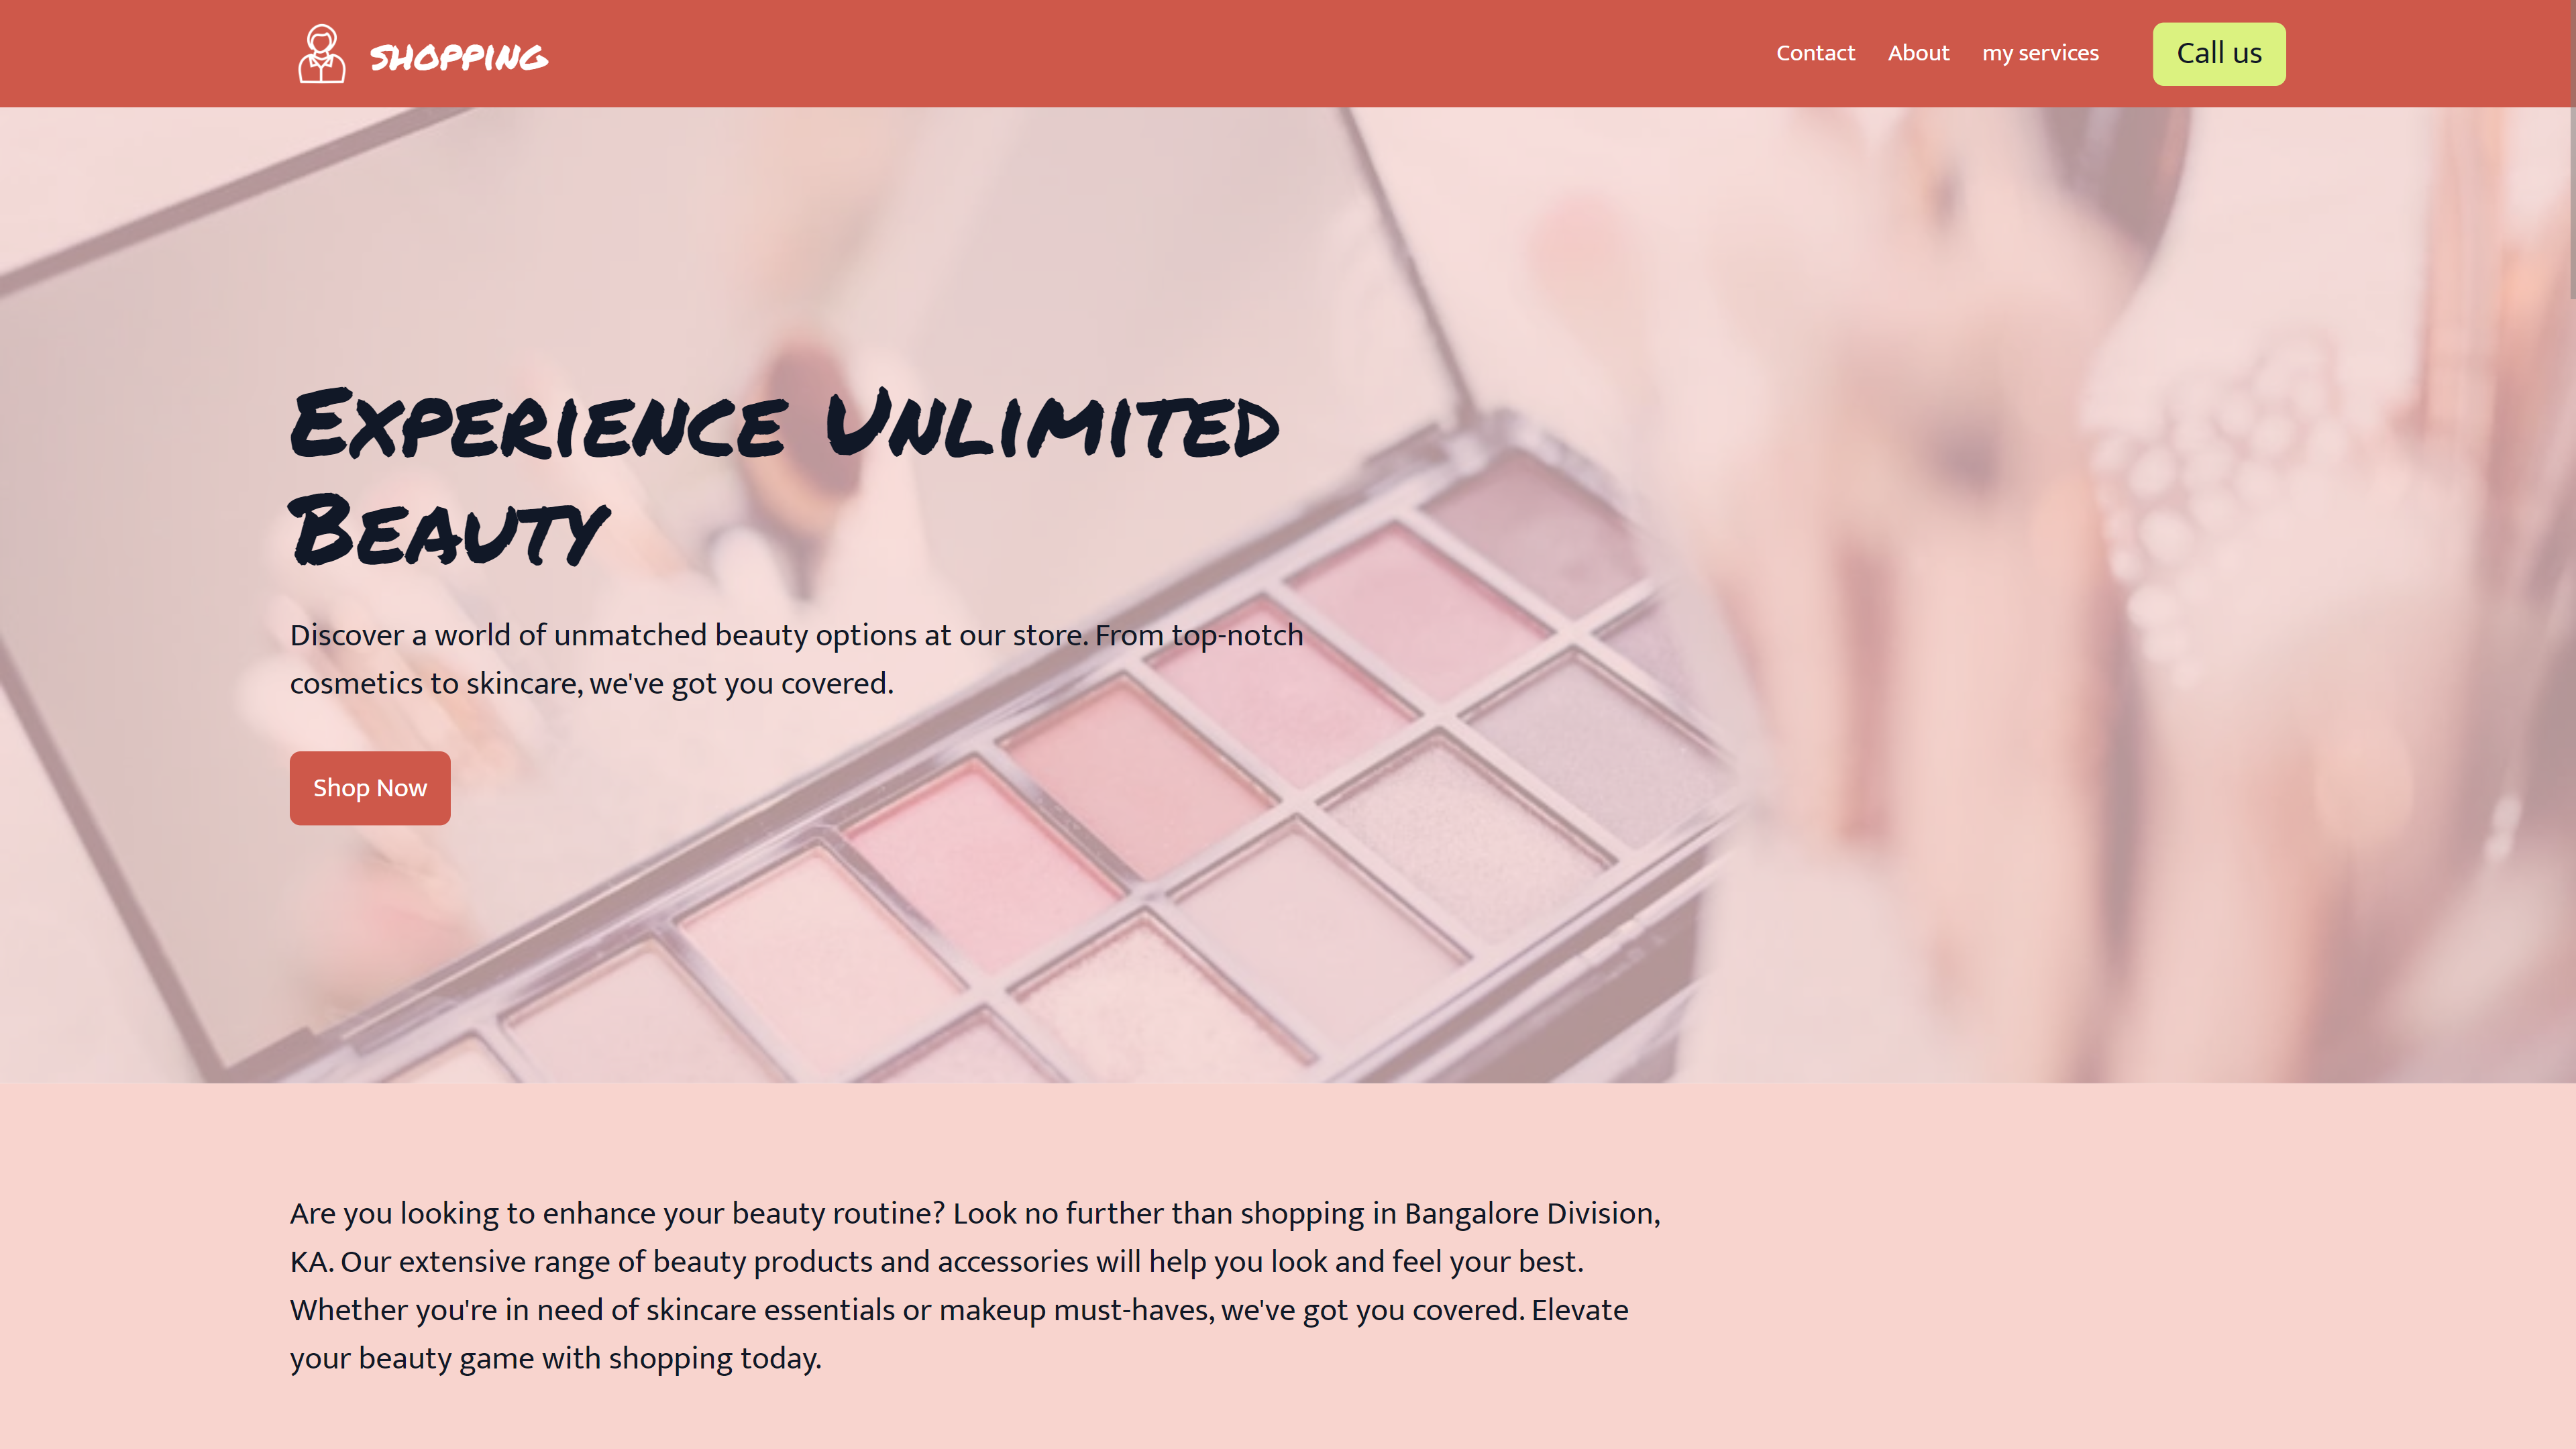 SHOPPING
Contact About my services Call us
Experience Unlimited
Beauty
Discover a world of unmatched beauty options at our store. From top-notch
cosmetics to skincare, we've got you covered.
Shop Now
Are you looking to enhance your beauty routine? Look no further than shopping in Bangalore Division,
KA. Our extensive range of beauty products and accessories will help you look and feel your best.
Whether you're in need of skincare essentials or makeup must-haves, we've got you covered. Elevate
your beauty game with shopping today.